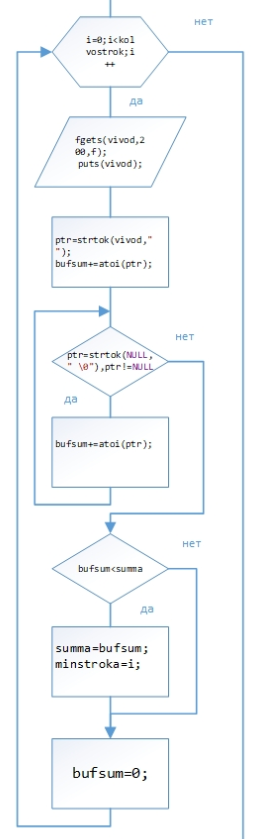 нет
i=0;i<kol
vostrok;i
++
да
fgets(vivod,2
00,f);
puts(vivod);
ptr=strtok(vivod,"
");
bufsum+=atoi(ptr);
нет
ptr=strtok(NULL,
" \0"),ptr!=NULL
да
bufsum+=atoi(ptr);
нет
bufsum<summa
да
summa=bufsum;
minstroka=i;
bufsum=0;